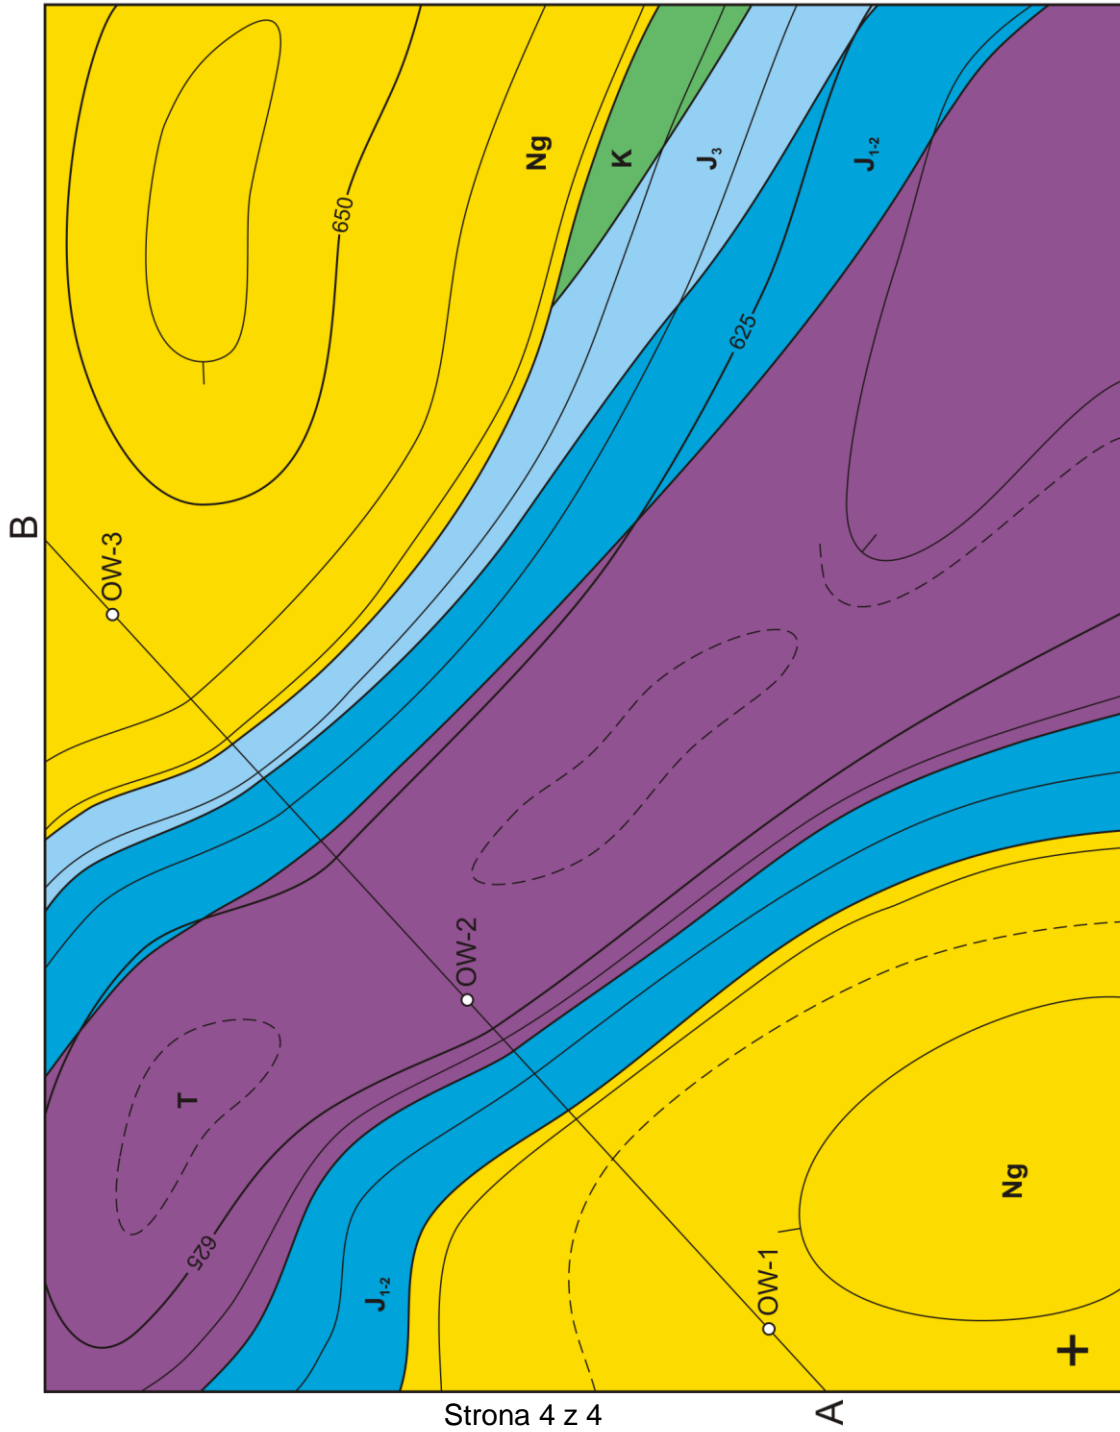 B
OW-3
650
Ng
K
J₃
J₁₋₂
625
OW-2
T
625
J₁₋₂
OW-1
Ng
+
A
Strona 4 z 4